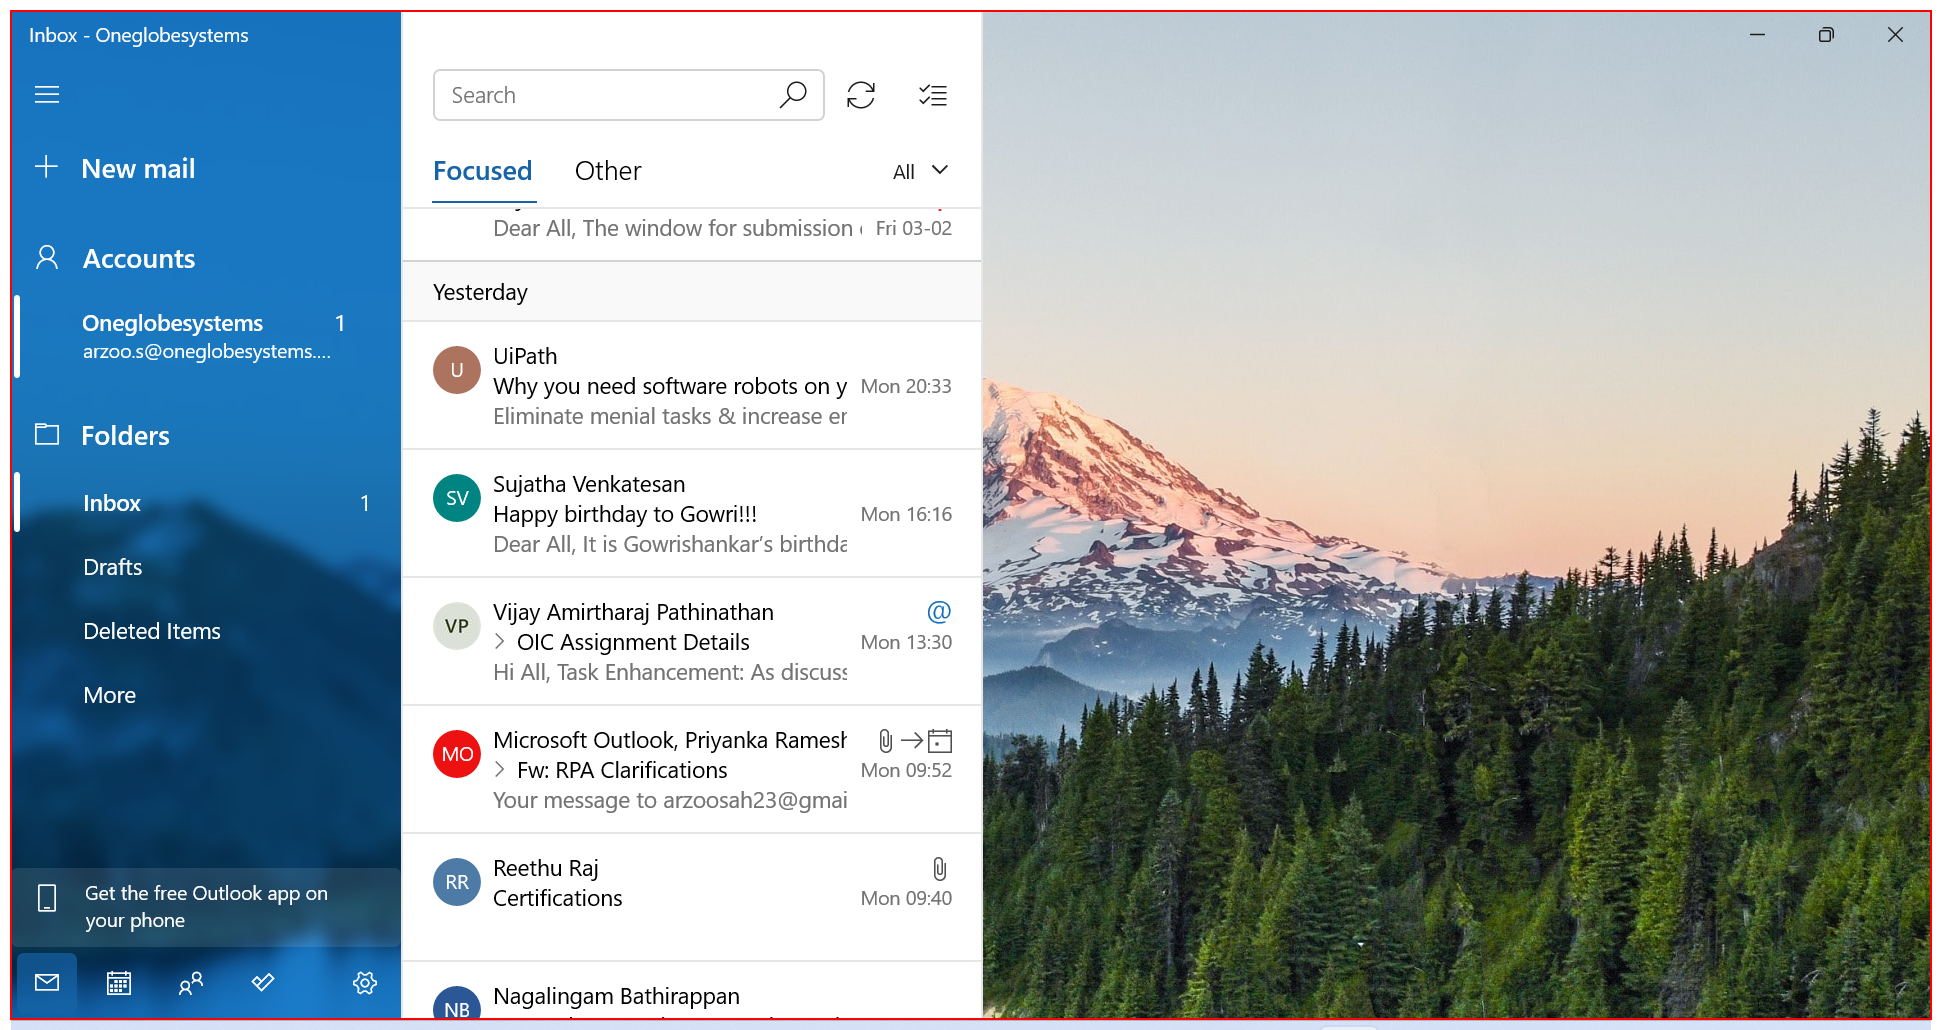 Inbox - Oneglobesystems
New mail
Accounts
Oneglobesystems 1
arzoo.s@oneglobesystems....
Folders
Inbox 1
Drafts
Deleted Items
More
Get the free Outlook app on
your phone
Search
Focused Other All
Dear All, The window for submission Fri 03-02
Yesterday
U UiPath
Why you need software robots on y Mon 20:33
Eliminate menial tasks & increase er
SV Sujatha Venkatesan
Happy birthday to Gowri!!! Mon 16:16
Dear All, It is Gowrishankar's birthda
VP Vijay Amirtharaj Pathinathan @
> OIC Assignment Details Mon 13:30
Hi All, Task Enhancement: As discuss
MO Microsoft Outlook, Priyanka Ramesh
> Fw: RPA Clarifications Mon 09:52
Your message to arzoosah23@gmai
RR Reethu Raj
Certifications Mon 09:40
NB Nagalingam Bathirappan